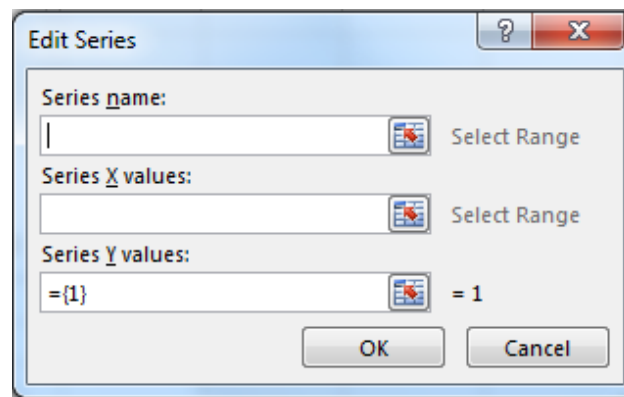 Edit Series
Series name:
Select Range
Series X values:
Select Range
Series Y values:
={1}
= 1
OK
Cancel